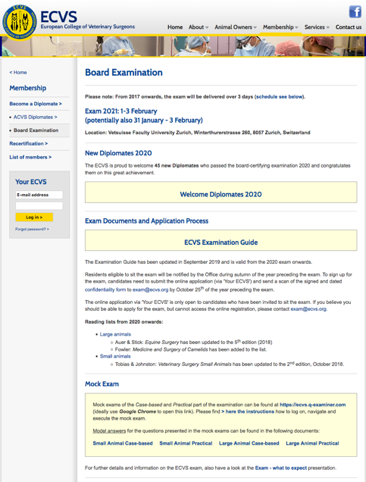 ECVS
European College of Veterinary Surgeons
Home About Animal Owners Membership Services Contact us
< Home
Membership
Become a Diplomate >
ACVS Diplomates >
Board Examination
Recertification >
List of members >
Your ECVS
E-mail address
Log in »
Forgot password? >
Board Examination
Please note: From 2017 onwards, the exam will be delivered over 3 days (schedule see below).
Exam 2021: 1-3 February
(potentially also 31 January - 3 February)
Location: Vetsuisse Faculty University Zurich, Winterthurerstrasse 260, 8057 Zurich, Switzerland
New Diplomates 2020
The ECVS is proud to welcome 45 new Diplomates who passed the board-certifying examination 2020 and congratulates
them on this great achievement.
Welcome Diplomates 2020
Exam Documents and Application Process
ECVS Examination Guide
The Examination Guide has been updated in September 2019 and is valid from the 2020 exam onwards.
Residents eligible to sit the exam will be notified by the Office during autumn of the year preceding the exam. To sign up for
the exam, candidates need to submit the online application (via "Your ECVS") and send a scan of the signed and dated
confidentiality form to exam@ecvs.org by October 25th of the year preceding the exam.
The online application via 'Your ECVS' is only open to candidates who have been invited to sit the exam. If you believe you
should be able to apply for the exam, but cannot access the online registration, please contact exam@ecvs.org.
Reading lists from 2020 onwards:
Large animals
Auer & Stick: Equine Surgery has been updated to the 5th edition (2018)
Fowler: Medicine and Surgery of Camelids has been added to the list.
Small animals
Tobias & Johnston: Veterinary Surgery Small Animals has been updated to the 2nd edition, October 2018.
Mock Exam
Mock exams of the Case-based and Practical part of the examination can be found at https://ecvs.q-examiner.com
(ideally use Google Chrome to open this link). Please find > here the instructions how to log on, navigate and
execute the mock exam.
Model answers for the questions presented in the mock exams can be found in the following documents:
Small Animal Case-based Small Animal Practical Large Animal Case-based Large Animal Practical
For further details and information on the ECVS exam, also have a look at the Exam - what to expect presentation.